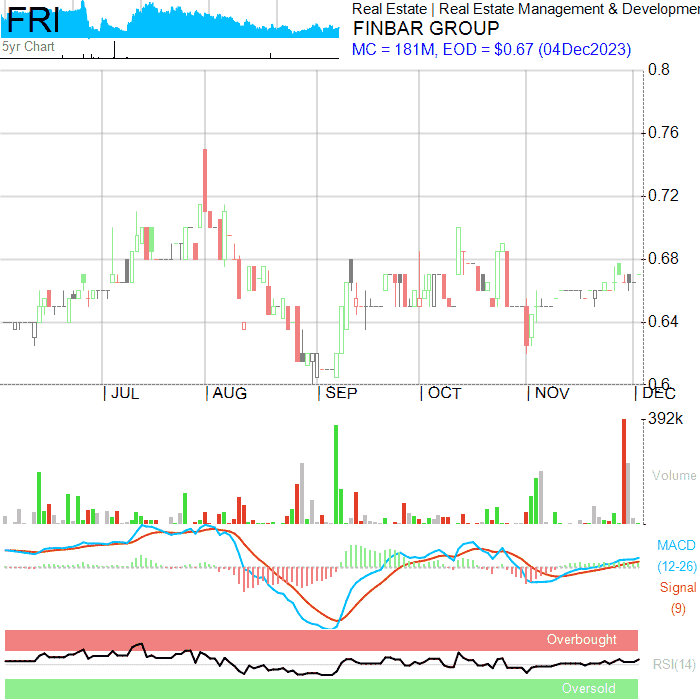 FRI
5yr Chart
Real Estate | Real Estate Management & Developmen
FINBAR GROUP
MC = 181M, EOD = $0.67 (04Dec2023)
0.8
0.76
0.72
0.68
0.64
0.6
JUL AUG SEP OCT NOV DEC
392k
Volume
MACD
(12-26)
Signal
(9)
Overbought
RSI(14)
Oversold